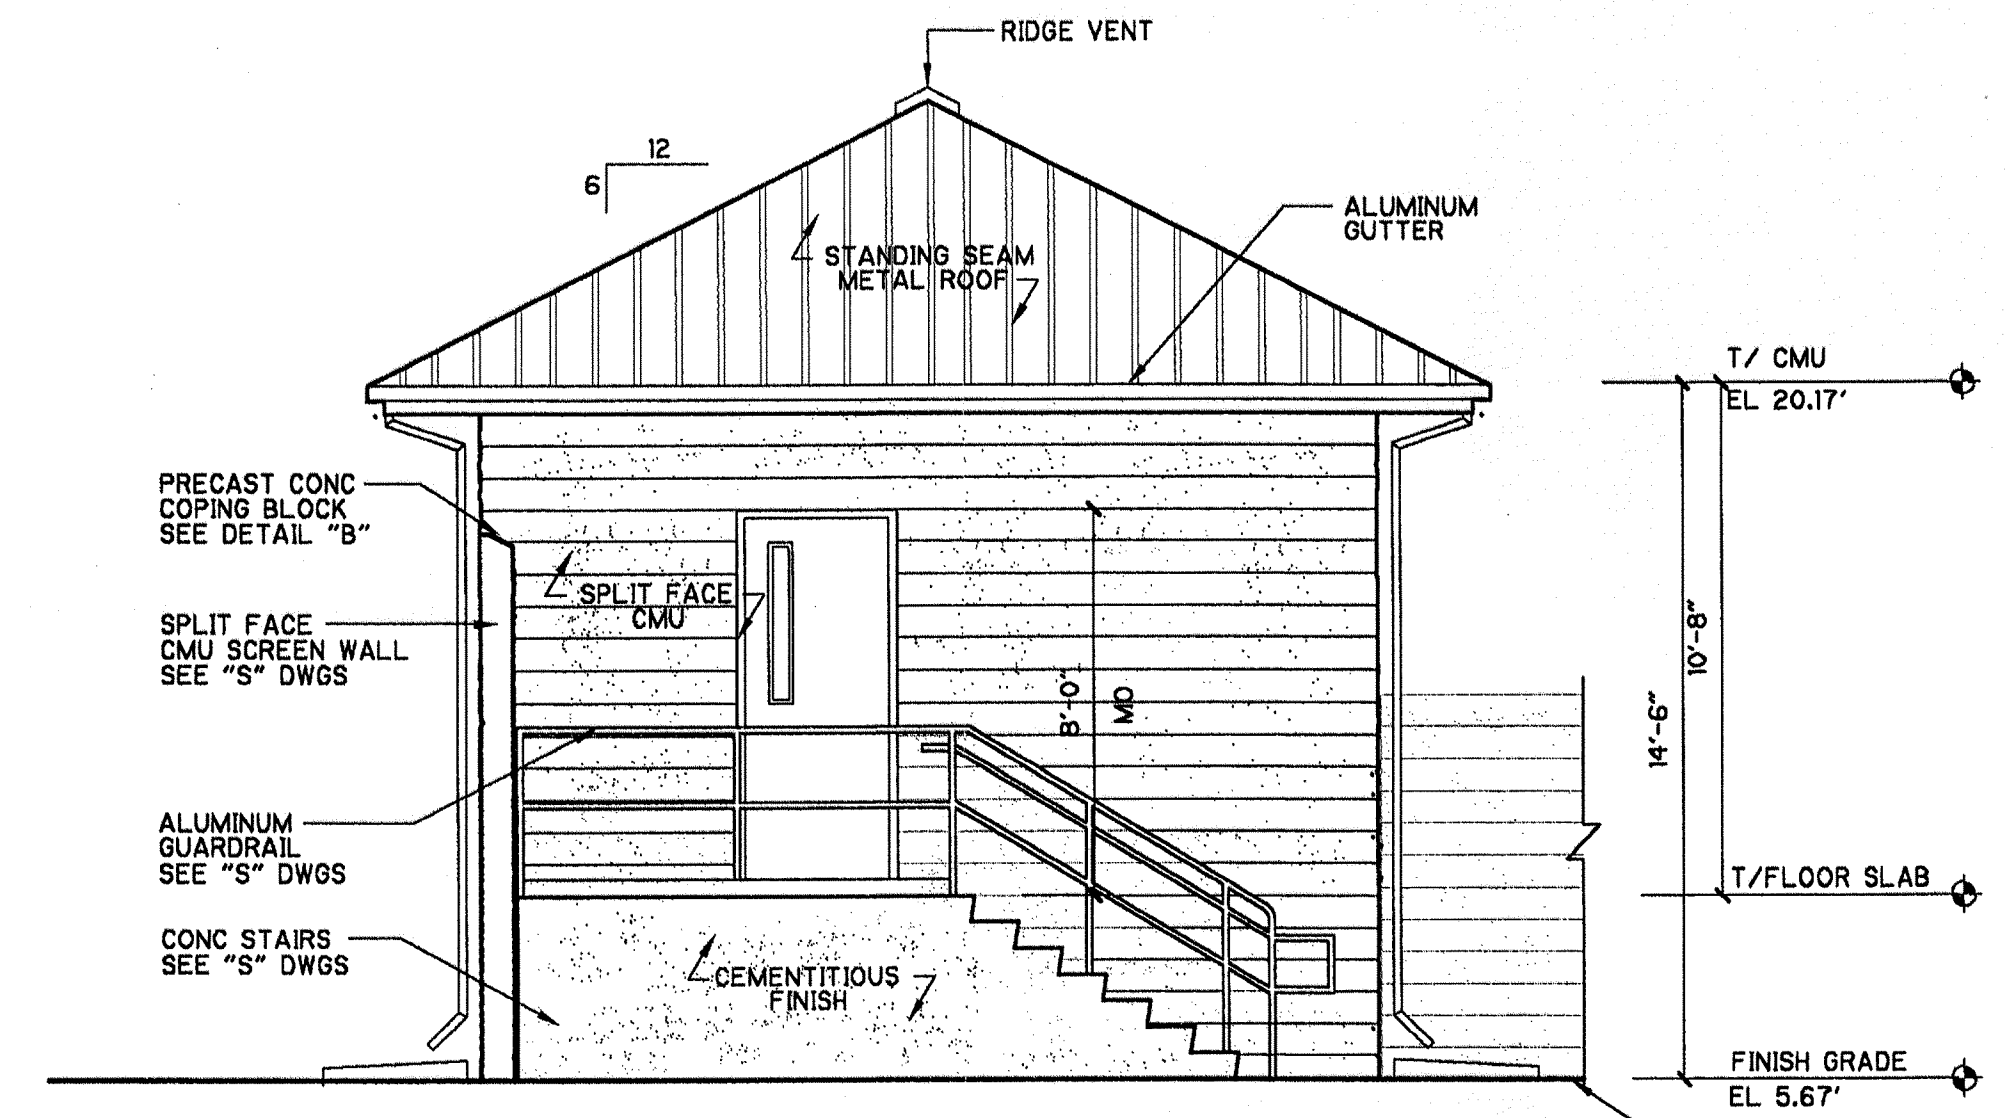 RIDGE VENT
12
6
ALUMINUM
GUTTER
STANDING SEAM
METAL ROOF
T/ CMU
EL 20.17'
PRECAST CONC
COPING BLOCK
SEE DETAIL "B"
SPLIT FACE
CMU
SPLIT FACE
CMU SCREEN WALL
SEE "S" DWGS
8'-0"
MO
10'-8"
14'-6"
ALUMINUM
GUARDRAIL
SEE "S" DWGS
T/FLOOR SLAB
CONC STAIRS
SEE "S" DWGS
CEMENTITIOUS
FINISH
FINISH GRADE
EL 5.67'